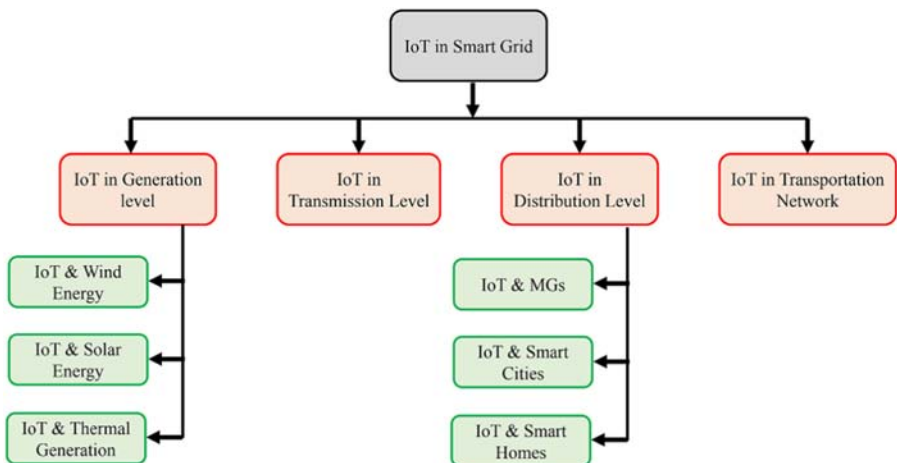 IoT in Smart Grid
IoT in Generation
level
IoT in
Transmission Level
IoT in
Distribution Level
IoT in Transportation
Network
IoT & Wind
Energy
IoT & Solar
Energy
IoT & Thermal
Generation
IoT & MGs
IoT & Smart
Cities
IoT & Smart
Homes